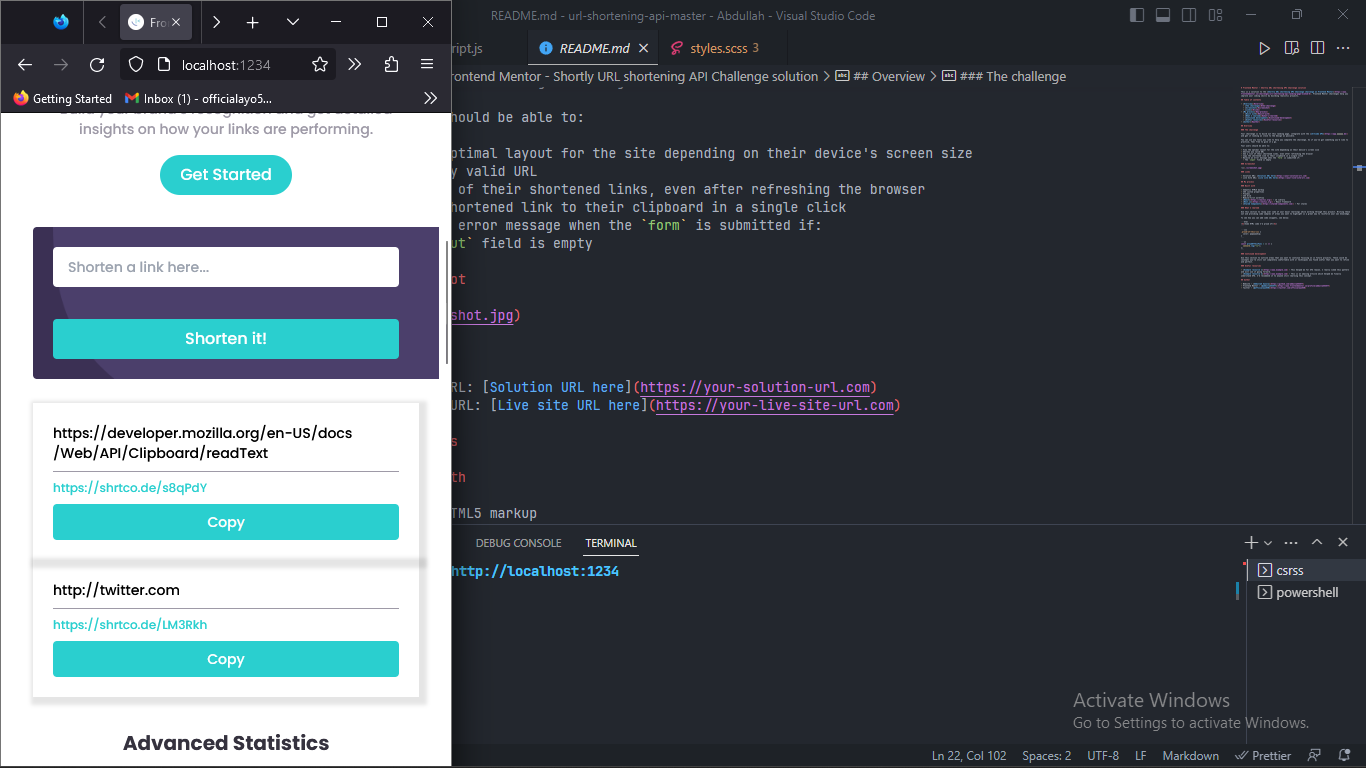 Fro
localhost:1234
Getting Started
Inbox (1) - officialayo5...
insights on how your links are performing.
Get Started
Shorten a link here...
Shorten it!
https://developer.mozilla.org/en-US/docs
/Web/API/Clipboard/readText
https://shrtco.de/s8qPdY
Copy
http://twitter.com
https://shrtco.de/LM3Rkh
Copy
Advanced Statistics
README.md - url-shortening-api-master - Abdullah - Visual Studio Code
ript.js
README.md
styles.scss 3
rontend Mentor - Shortly URL shortening API Challenge solution > ## Overview > ### The challenge
hould be able to:
ptimal layout for the site depending on their device's screen size
y valid URL
of their shortened links, even after refreshing the browser
hortened link to their clipboard in a single click
error message when the `form` is submitted if:
ut` field is empty
ot
shot.jpg)
RL: [Solution URL here](https://your-solution-url.com)
URL: [Live site URL here](https://your-live-site-url.com)
s
th
TML5 markup
DEBUG CONSOLE
TERMINAL
http://localhost:1234
csrss
powershell
Activate Windows
Go to Settings to activate Windows.
Ln 22, Col 102
Spaces: 2
UTF-8
LF
Markdown
Prettier